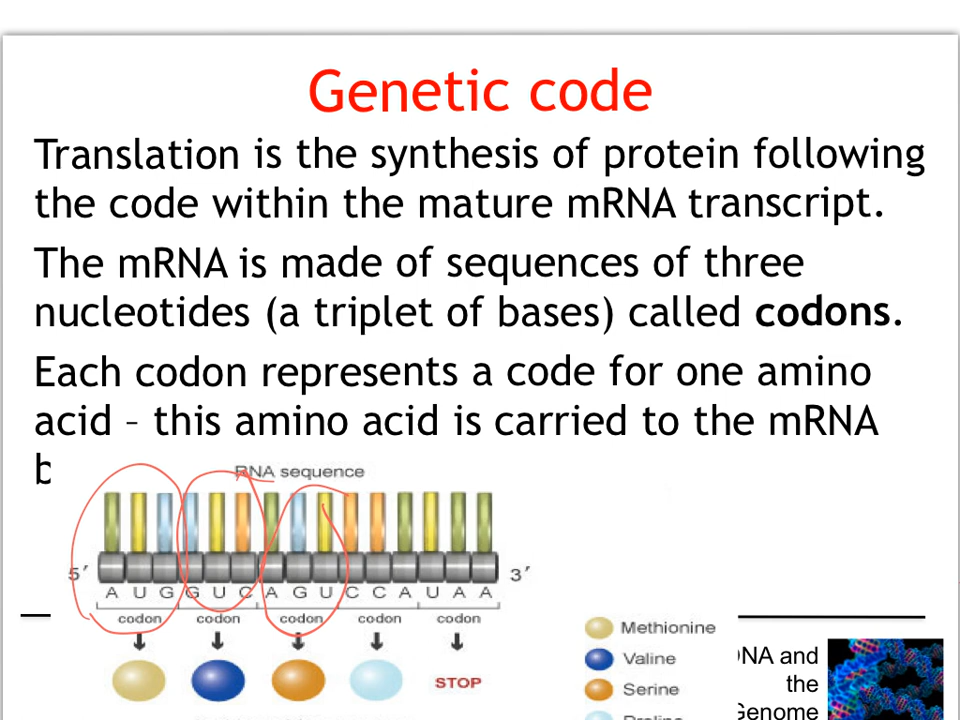 Genetic code
Translation is the synthesis of protein following
the code within the mature mRNA transcript.
The mRNA is made of sequences of three
nucleotides (a triplet of bases) called codons.
Each codon represents a code for one amino
acid – this amino acid is carried to the mRNA
RNA sequence
5′ 3′
A U G G U C A G U C C A U A A
codon codon codon codon codon
STOP
Methionine
Valine
Serine
DNA and
the
Genome